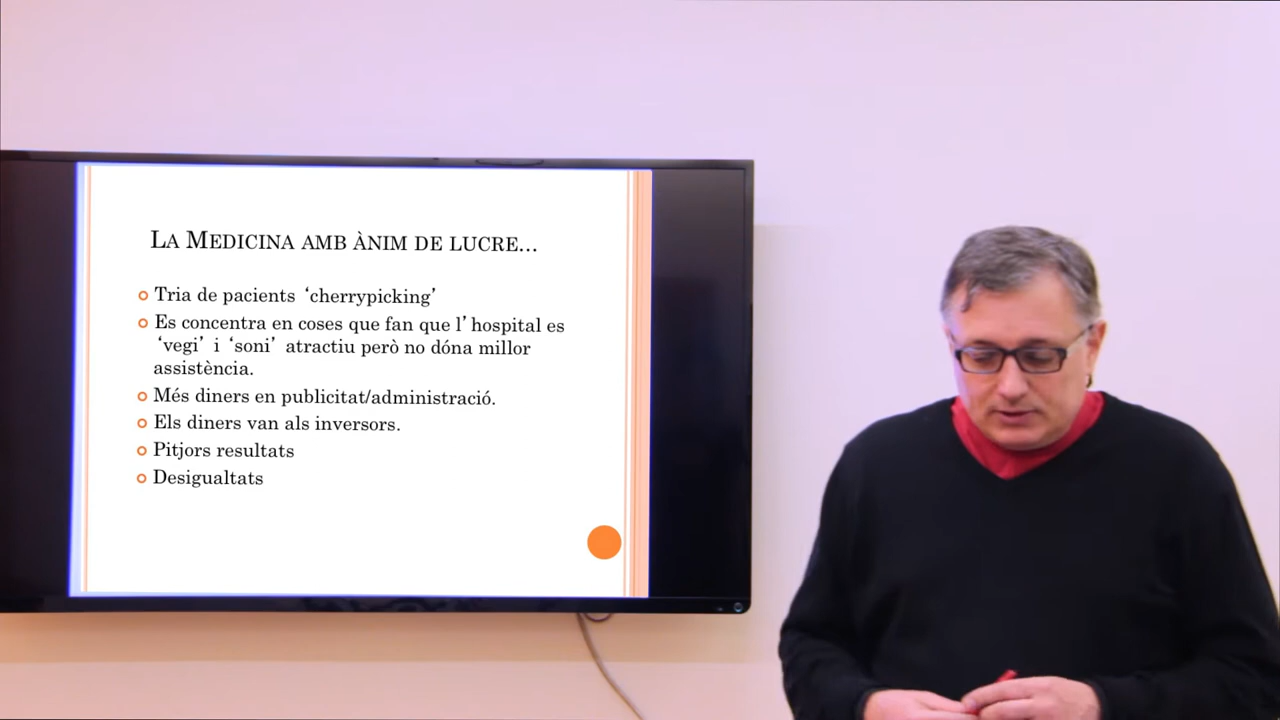 La Medicina amb ànim de lucre...
Tria de pacients ‘cherrypicking’
Es concentra en coses que fan que l’hospital es
‘vegi’ i ‘soni’ atractiu però no dóna millor
assistència.
Més diners en publicitat/administració.
Els diners van als inversors.
Pitjors resultats
Desigualtats